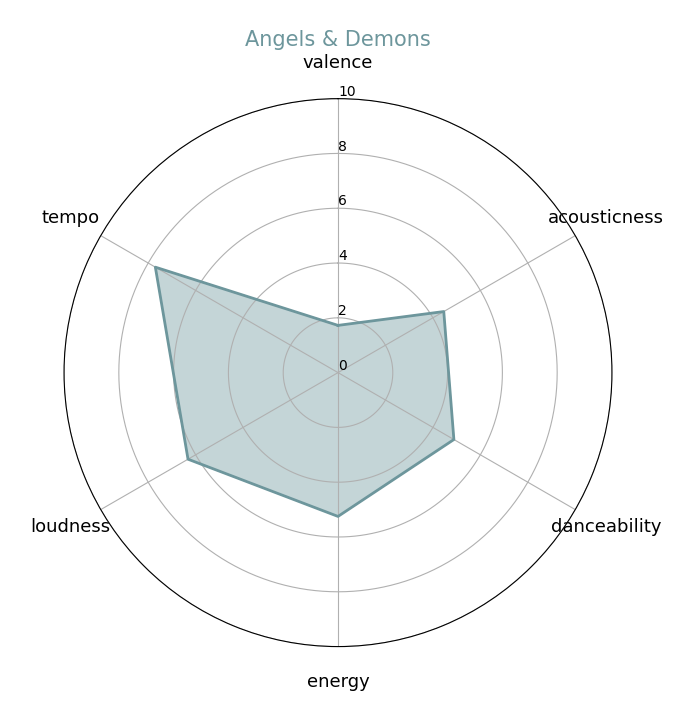 Angels & Demons
valence
10
8
6
4
2
0
tempo
acousticness
loudness
danceability
energy